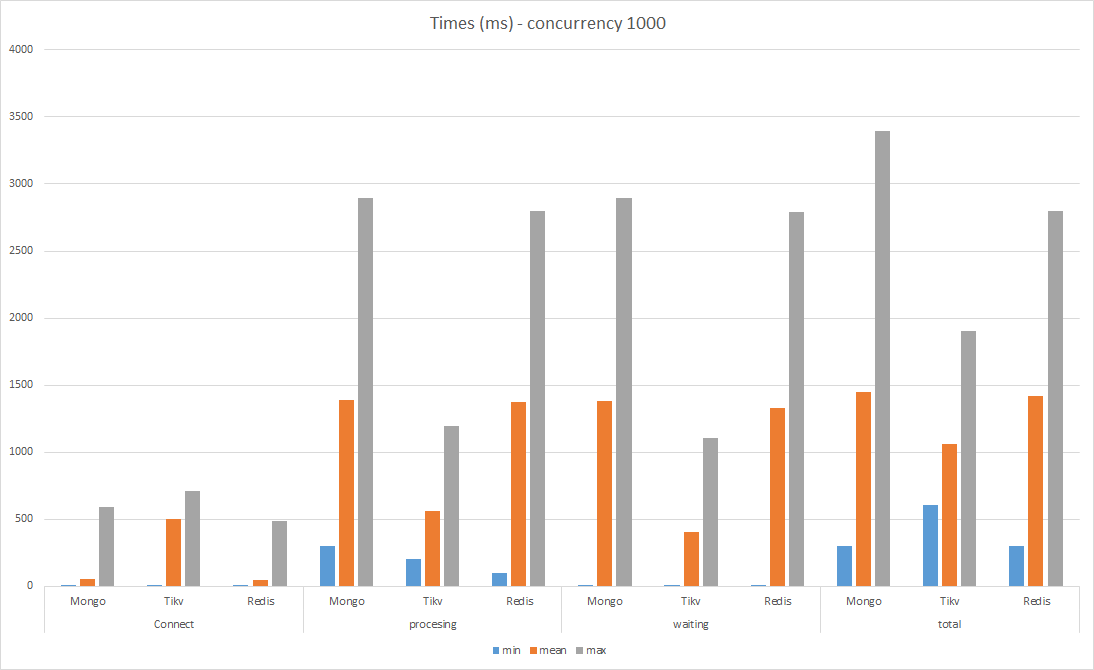 Times (ms) - concurrency 1000
4000
3500
3000
2500
2000
1500
1000
500
0
Mongo Tikv Redis Mongo Tikv Redis Mongo Tikv Redis Mongo Tikv Redis
Connect procesing waiting total
min mean max